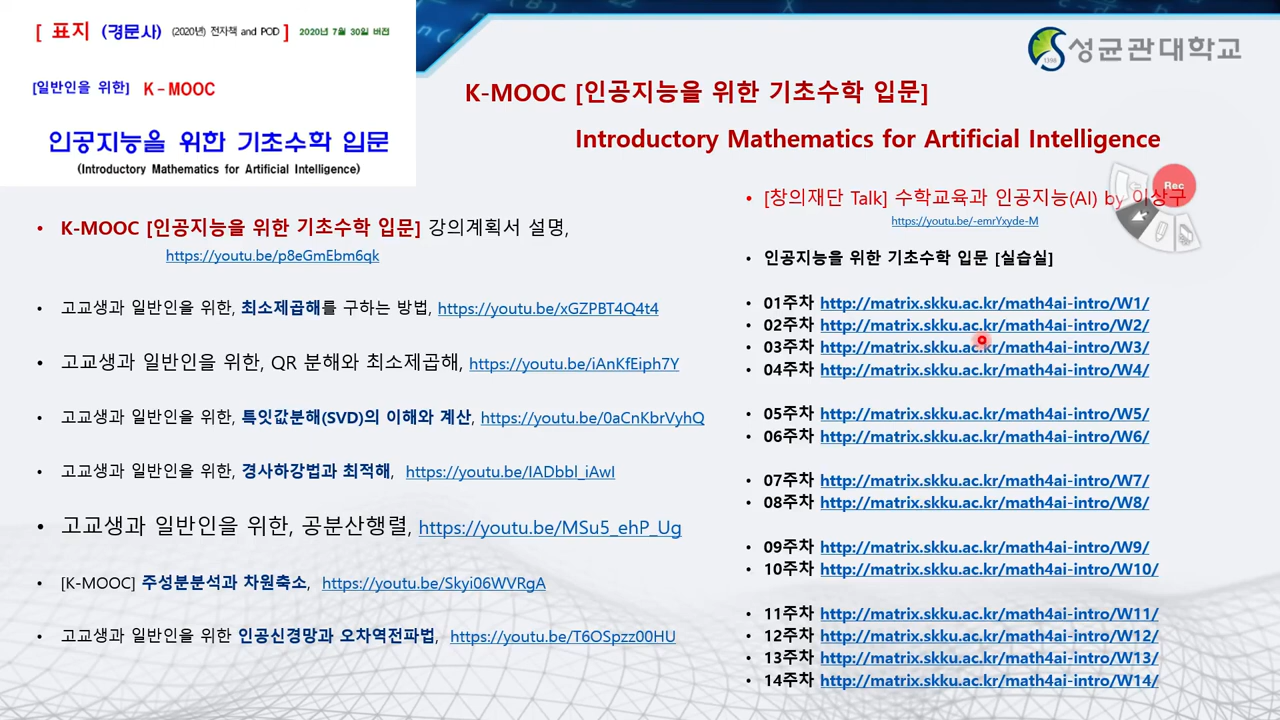 [ 표지 (경문사) (2020년) 전자책 and POD ] 2020년 7월 30일 버전
[일반인을 위한] K-MOOC
인공지능을 위한 기초수학 입문
(Introductory Mathematics for Artificial Intelligence)
성균관대학교
1398
K-MOOC [인공지능을 위한 기초수학 입문]
Introductory Mathematics for Artificial Intelligence
• K-MOOC [인공지능을 위한 기초수학 입문] 강의계획서 설명,
https://youtu.be/p8eGmEbm6qk
• 고교생과 일반인을 위한, 최소제곱해를 구하는 방법, https://youtu.be/xGZPBT4Q4t4
• 고교생과 일반인을 위한, QR 분해와 최소제곱해, https://youtu.be/iAnKfEiph7Y
• 고교생과 일반인을 위한, 특잇값분해(SVD)의 이해와 계산, https://youtu.be/0aCnKbrVyhQ
• 고교생과 일반인을 위한, 경사하강법과 최적해, https://youtu.be/IADbbl_iAwI
• 고교생과 일반인을 위한, 공분산행렬, https://youtu.be/MSu5_ehP_Ug
• [K-MOOC] 주성분분석과 차원축소, https://youtu.be/Skyi06WVRgA
• 고교생과 일반인을 위한 인공신경망과 오차역전파법, https://youtu.be/T6OSpzz00HU
• [창의재단 Talk] 수학교육과 인공지능(AI) by 이상구
https://youtu.be/-emrYxyde-M
Rec
• 인공지능을 위한 기초수학 입문 [실습실]
• 01주차 http://matrix.skku.ac.kr/math4ai-intro/W1/
• 02주차 http://matrix.skku.ac.kr/math4ai-intro/W2/
• 03주차 http://matrix.skku.ac.kr/math4ai-intro/W3/
• 04주차 http://matrix.skku.ac.kr/math4ai-intro/W4/
• 05주차 http://matrix.skku.ac.kr/math4ai-intro/W5/
• 06주차 http://matrix.skku.ac.kr/math4ai-intro/W6/
• 07주차 http://matrix.skku.ac.kr/math4ai-intro/W7/
• 08주차 http://matrix.skku.ac.kr/math4ai-intro/W8/
• 09주차 http://matrix.skku.ac.kr/math4ai-intro/W9/
• 10주차 http://matrix.skku.ac.kr/math4ai-intro/W10/
• 11주차 http://matrix.skku.ac.kr/math4ai-intro/W11/
• 12주차 http://matrix.skku.ac.kr/math4ai-intro/W12/
• 13주차 http://matrix.skku.ac.kr/math4ai-intro/W13/
• 14주차 http://matrix.skku.ac.kr/math4ai-intro/W14/